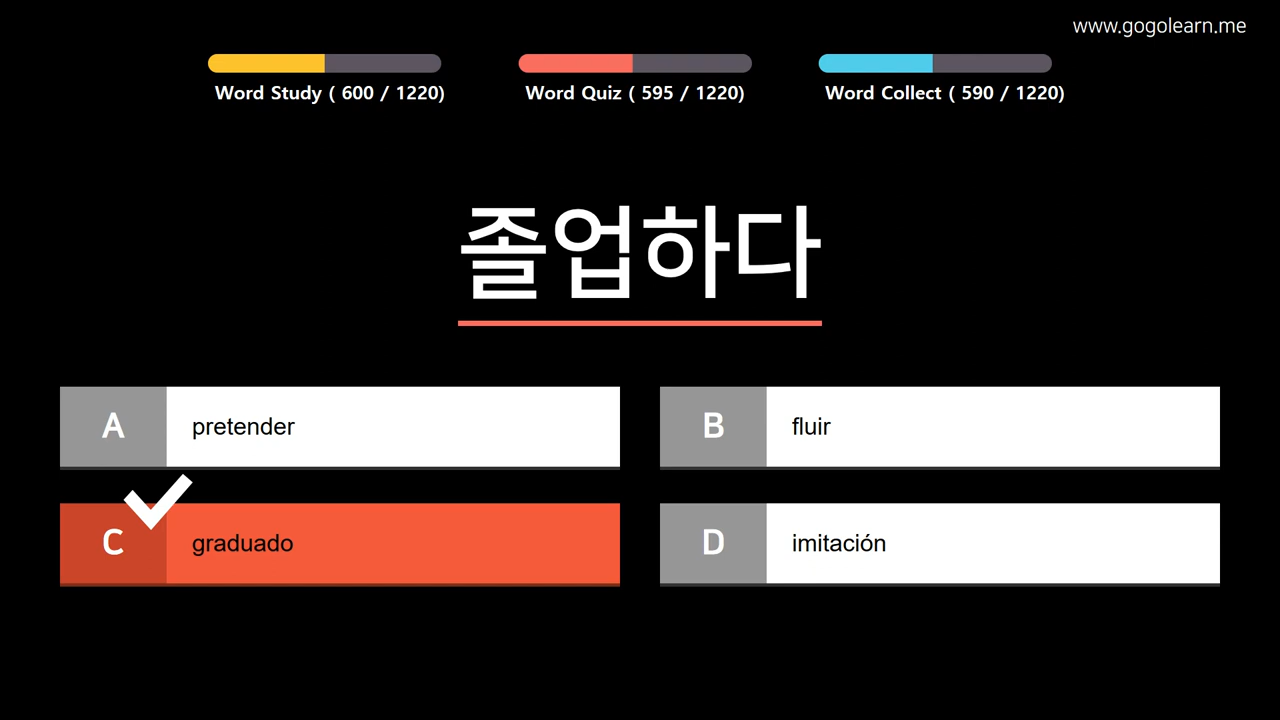 www.gogolearn.me
Word Study ( 600 / 1220)
Word Quiz ( 595 / 1220)
Word Collect ( 590 / 1220)
졸업하다
A pretender
B fluir
C graduado
D imitación